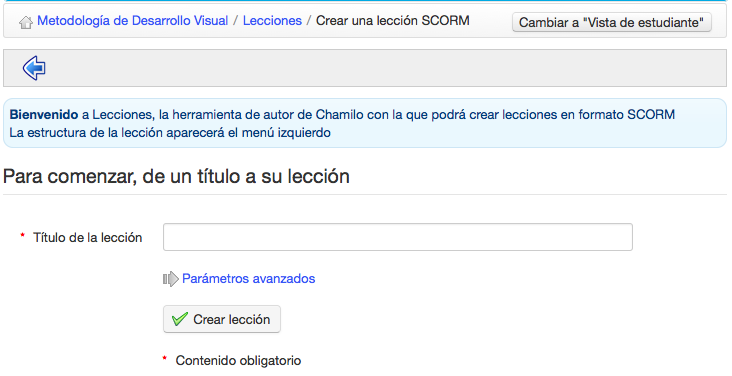 Metodología de Desarrollo Visual / Lecciones / Crear una lección SCORM
Cambiar a "Vista de estudiante"
Bienvenido a Lecciones, la herramienta de autor de Chamilo con la que podrá crear lecciones en formato SCORM
La estructura de la lección aparecerá el menú izquierdo
Para comenzar, de un título a su lección
* Título de la lección
Parámetros avanzados
Crear lección
* Contenido obligatorio